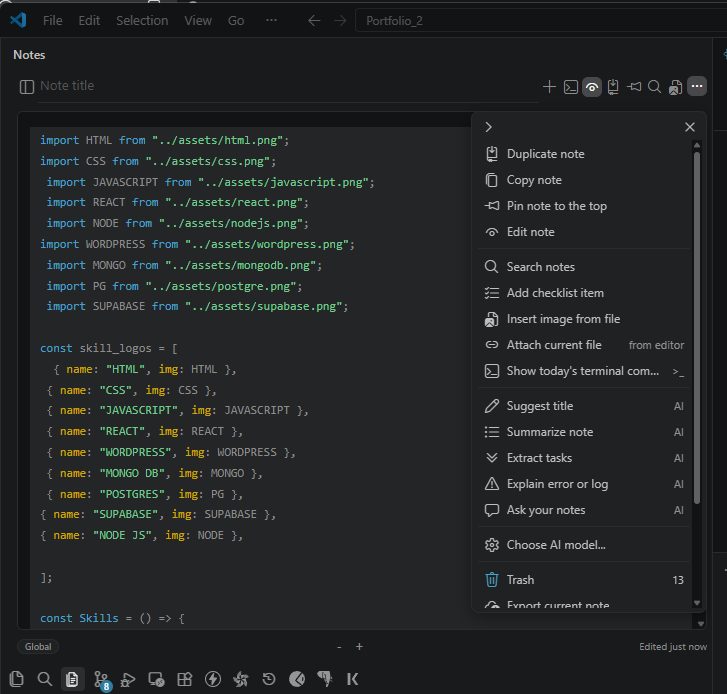 File Edit Selection View Go ··· Portfolio_2
Notes
Note title
import HTML from "../assets/html.png";
import CSS from "../assets/css.png";
import JAVASCRIPT from "../assets/javascript.png";
import REACT from "../assets/react.png";
import NODE from "../assets/nodejs.png";
import WORDPRESS from "../assets/wordpress.png";
import MONGO from "../assets/mongodb.png";
import PG from "../assets/postgre.png";
import SUPABASE from "../assets/supabase.png";
const skill_logos = [
{ name: "HTML", img: HTML },
{ name: "CSS", img: CSS },
{ name: "JAVASCRIPT", img: JAVASCRIPT },
{ name: "REACT", img: REACT },
{ name: "WORDPRESS", img: WORDPRESS },
{ name: "MONGO DB", img: MONGO },
{ name: "POSTGRES", img: PG },
{ name: "SUPABASE", img: SUPABASE },
{ name: "NODE JS", img: NODE },
];
const Skills = () => {
Duplicate note
Copy note
Pin note to the top
Edit note
Search notes
Add checklist item
Insert image from file
Attach current file from editor
Show today's terminal com... >_
Suggest title AI
Summarize note AI
Extract tasks AI
Explain error or log AI
Ask your notes AI
Choose AI model...
Trash 13
Export current note
Global - + Edited just now
8